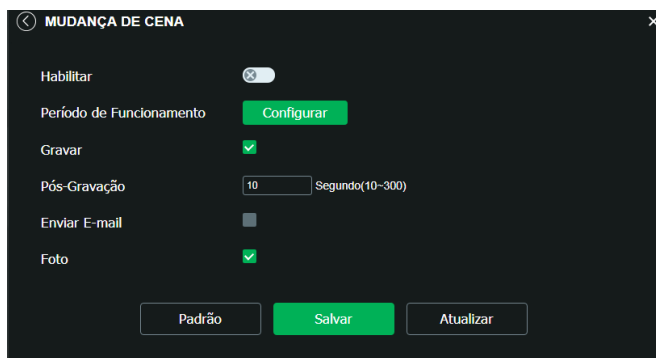 MUDANÇA DE CENA
Habilitar
Período de Funcionamento Configurar
Gravar
Pós-Gravação 10 Segundo(10~300)
Enviar E-mail
Foto
Padrão Salvar Atualizar